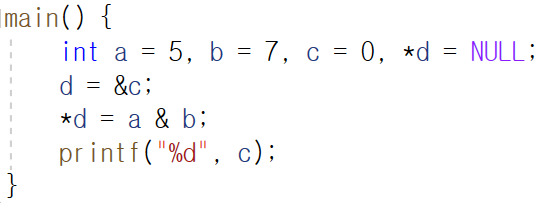 main() {
    int a = 5, b = 7, c = 0, *d = NULL;
    d = &c;
    *d = a & b;
    printf("%d", c);
}